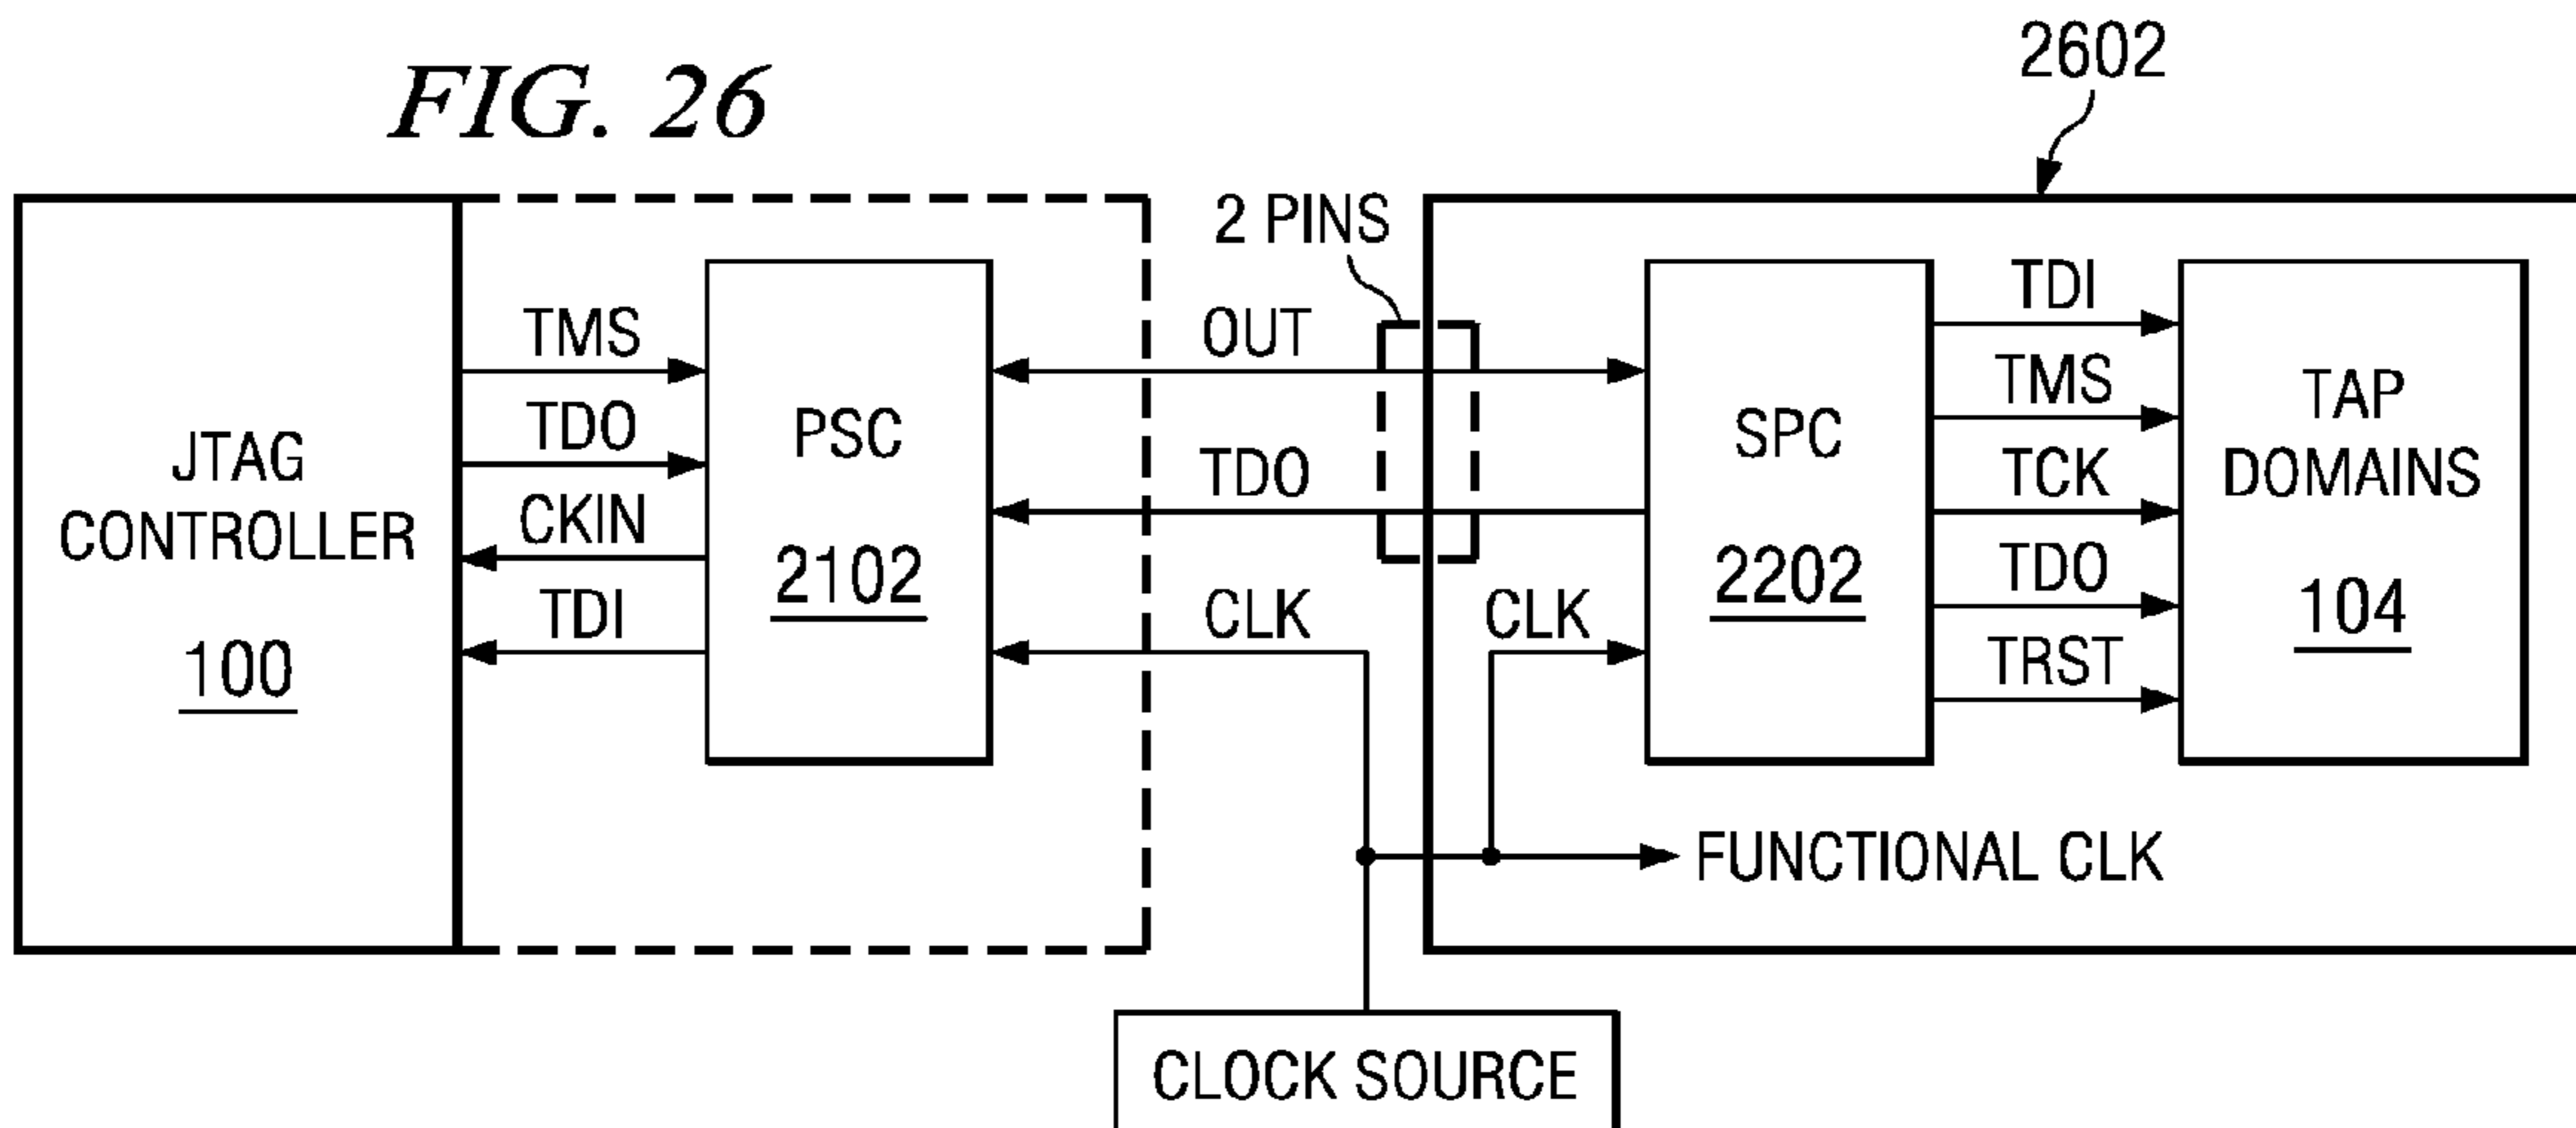 FIG. 26
2602
2 PINS
JTAG
CONTROLLER
100
TMS
TDO
CKIN
TDI
PSC
2102
OUT
TDO
CLK
CLK
SPC
2202
TDI
TMS
TCK
TDO
TRST
TAP
DOMAINS
104
FUNCTIONAL CLK
CLOCK SOURCE